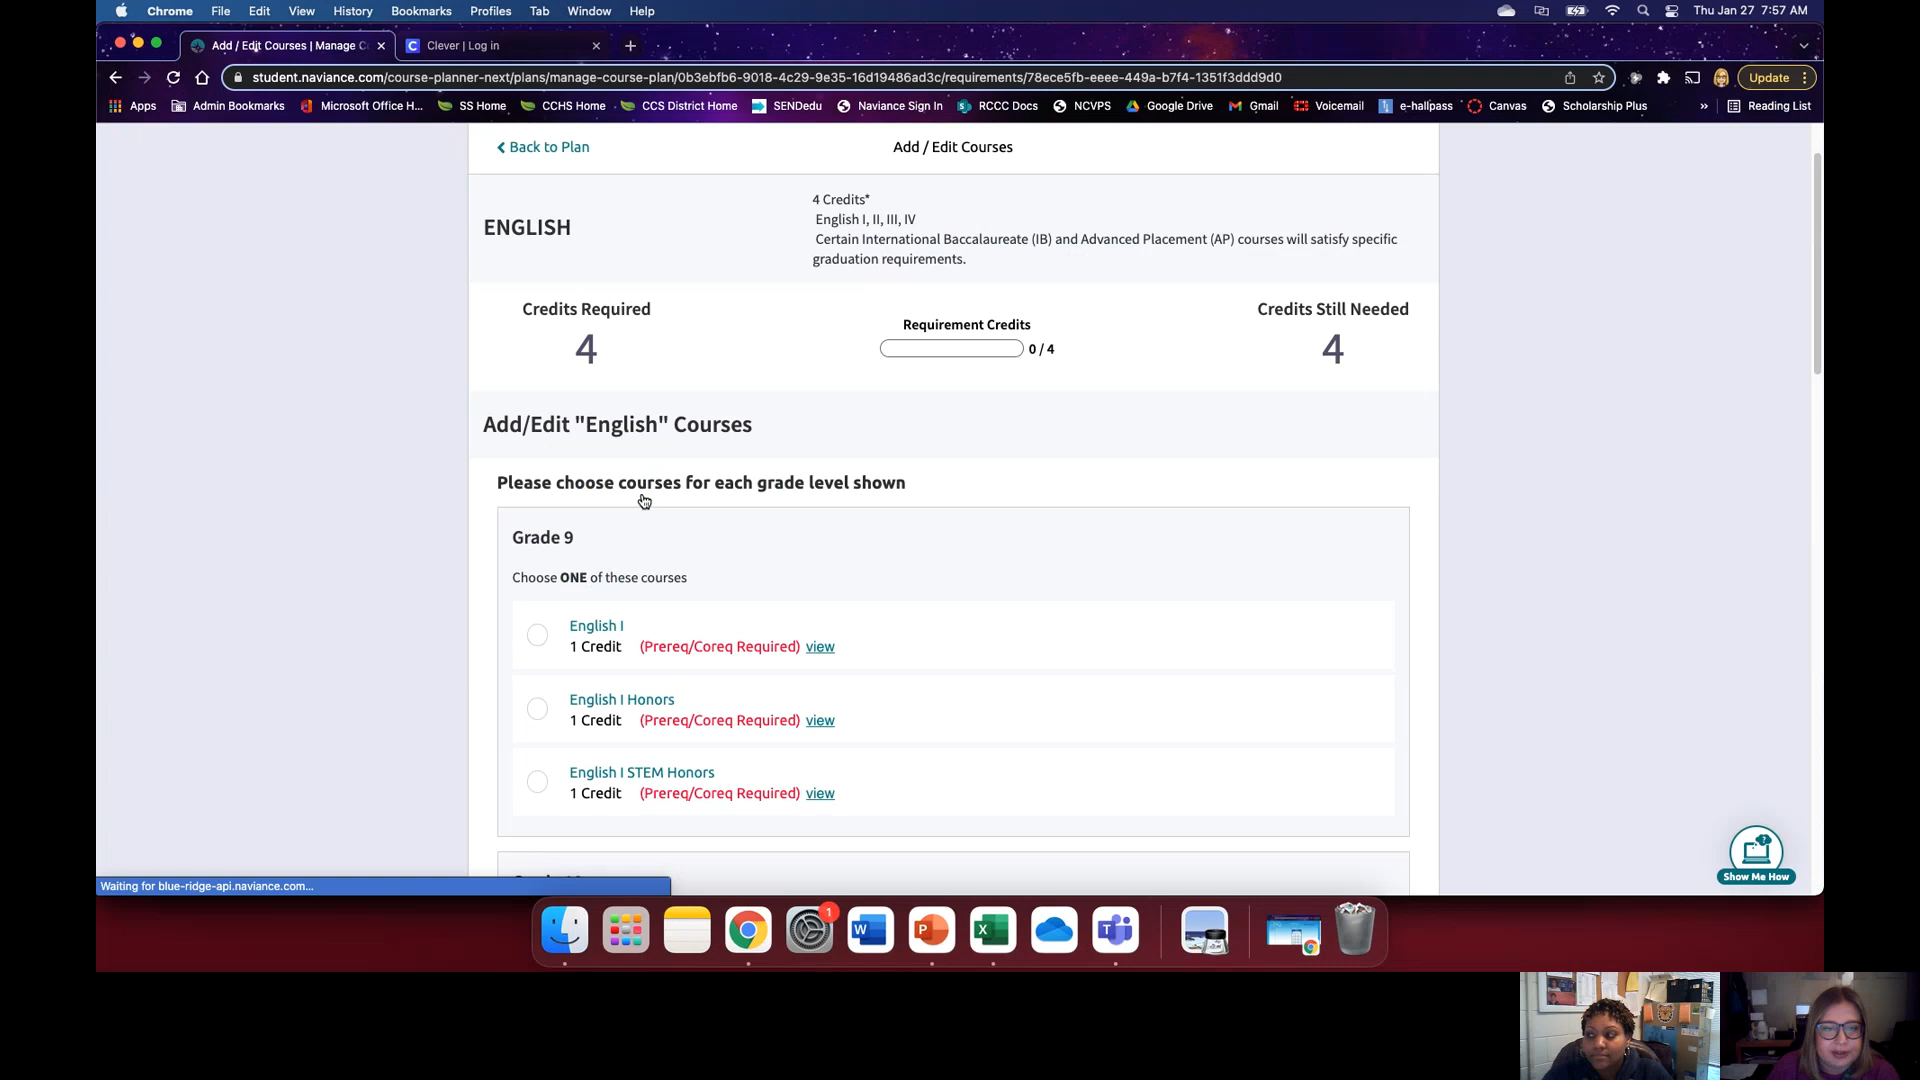 Chrome File Edit View History Bookmarks Profiles Tab Window Help Thu Jan 27 7:57 AM
Add / Edit Courses | Manage C Clever | Log in
student.naviance.com/course-planner-next/plans/manage-course-plan/0b3ebfb6-9018-4c29-9e35-16d19486ad3c/requirements/78ece5fb-eeee-449a-b7f4-1351f3ddd9d0 Update
Apps Admin Bookmarks Microsoft Office H... SS Home CCHS Home CCS District Home SENDedu Naviance Sign In RCCC Docs NCVPS Google Drive Gmail Voicemail e-hallpass Canvas Scholarship Plus » Reading List
Back to Plan Add / Edit Courses
ENGLISH
4 Credits*
English I, II, III, IV
Certain International Baccalaureate (IB) and Advanced Placement (AP) courses will satisfy specific
graduation requirements.
Credits Required
4
Requirement Credits
0 / 4
Credits Still Needed
4
Add/Edit "English" Courses
Please choose courses for each grade level shown
Grade 9
Choose ONE of these courses
English I
1 Credit (Prereq/Coreq Required) view
English I Honors
1 Credit (Prereq/Coreq Required) view
English I STEM Honors
1 Credit (Prereq/Coreq Required) view
Show Me How
Waiting for blue-ridge-api.naviance.com...
1
W P X T